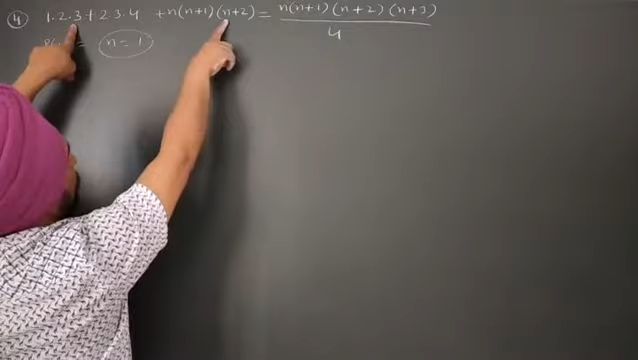 ④ 1.2.3+2.3.4 +n(n+1)(n+2) = n(n+1)(n+2)(n+3)
4
= n=1